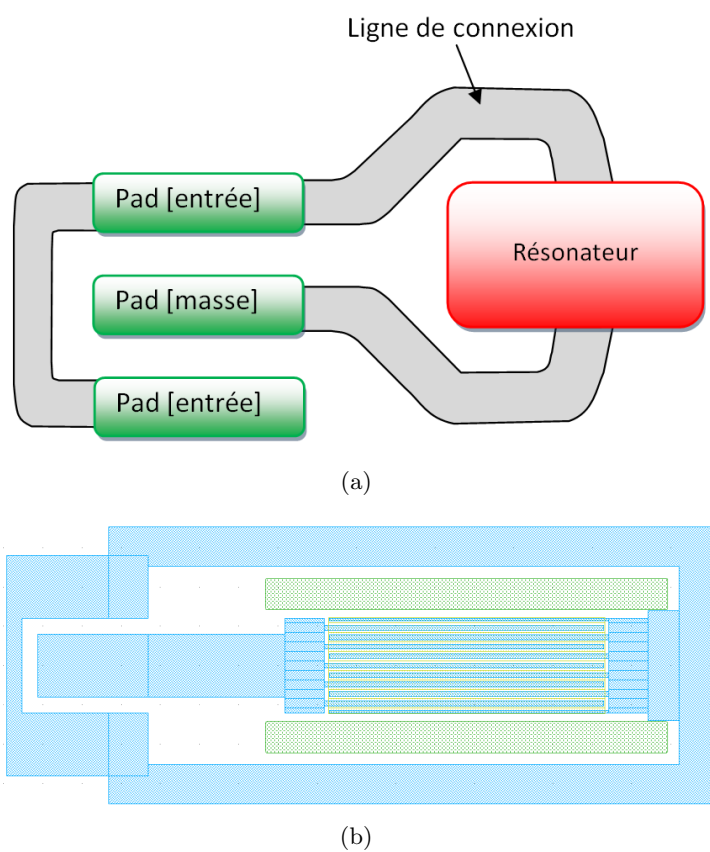 Ligne de connexion
Pad [entrée]
Résonateur
Pad [masse]
Pad [entrée]
(a)
(b)